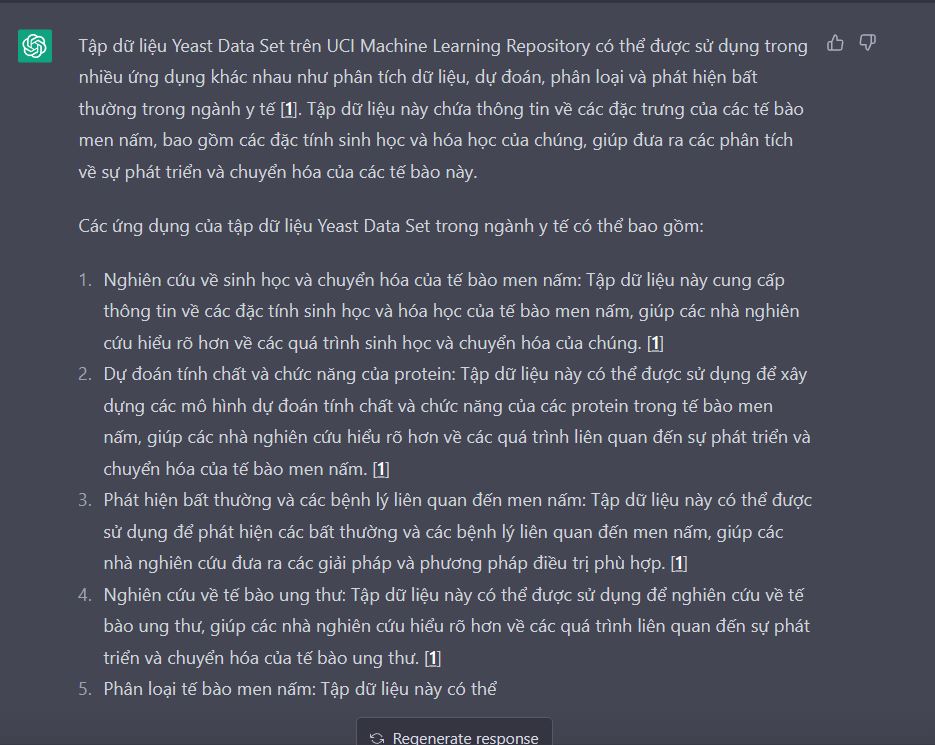 Tập dữ liệu Yeast Data Set trên UCI Machine Learning Repository có thể được sử dụng trong
nhiều ứng dụng khác nhau như phân tích dữ liệu, dự đoán, phân loại và phát hiện bất
thường trong ngành y tế [1]. Tập dữ liệu này chứa thông tin về các đặc trưng của các tế bào
men nấm, bao gồm các đặc tính sinh học và hóa học của chúng, giúp đưa ra các phân tích
về sự phát triển và chuyển hóa của các tế bào này.
Các ứng dụng của tập dữ liệu Yeast Data Set trong ngành y tế có thể bao gồm:
1. Nghiên cứu về sinh học và chuyển hóa của tế bào men nấm: Tập dữ liệu này cung cấp
thông tin về các đặc tính sinh học và hóa học của tế bào men nấm, giúp các nhà nghiên
cứu hiểu rõ hơn về các quá trình sinh học và chuyển hóa của chúng. [1]
2. Dự đoán tính chất và chức năng của protein: Tập dữ liệu này có thể được sử dụng để xây
dựng các mô hình dự đoán tính chất và chức năng của các protein trong tế bào men
nấm, giúp các nhà nghiên cứu hiểu rõ hơn về các quá trình liên quan đến sự phát triển và
chuyển hóa của tế bào men nấm. [1]
3. Phát hiện bất thường và các bệnh lý liên quan đến men nấm: Tập dữ liệu này có thể được
sử dụng để phát hiện các bất thường và các bệnh lý liên quan đến men nấm, giúp các
nhà nghiên cứu đưa ra các giải pháp và phương pháp điều trị phù hợp. [1]
4. Nghiên cứu về tế bào ung thư: Tập dữ liệu này có thể được sử dụng để nghiên cứu về tế
bào ung thư, giúp các nhà nghiên cứu hiểu rõ hơn về các quá trình liên quan đến sự phát
triển và chuyển hóa của tế bào ung thư. [1]
5. Phân loại tế bào men nấm: Tập dữ liệu này có thể
Regenerate response